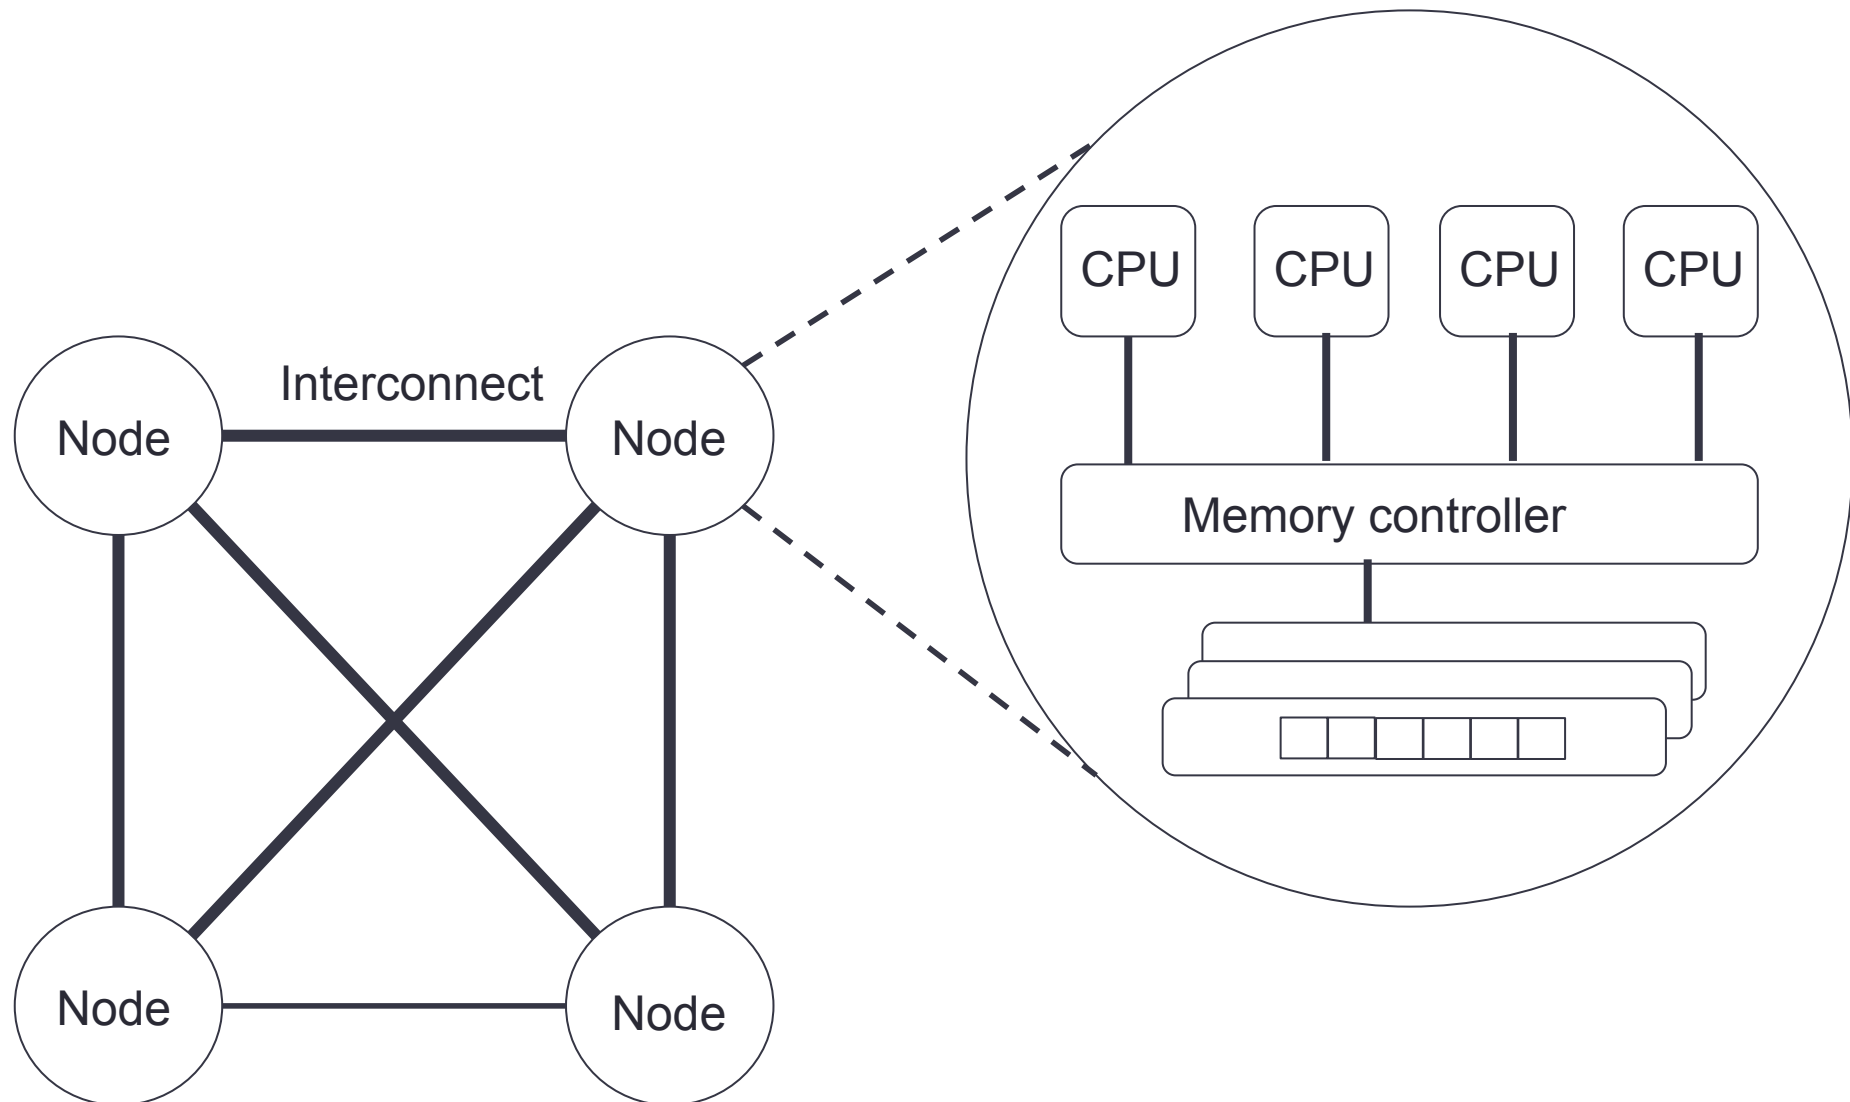 CPU
CPU
CPU
CPU
Interconnect
Node
Node
Memory controller
Node
Node